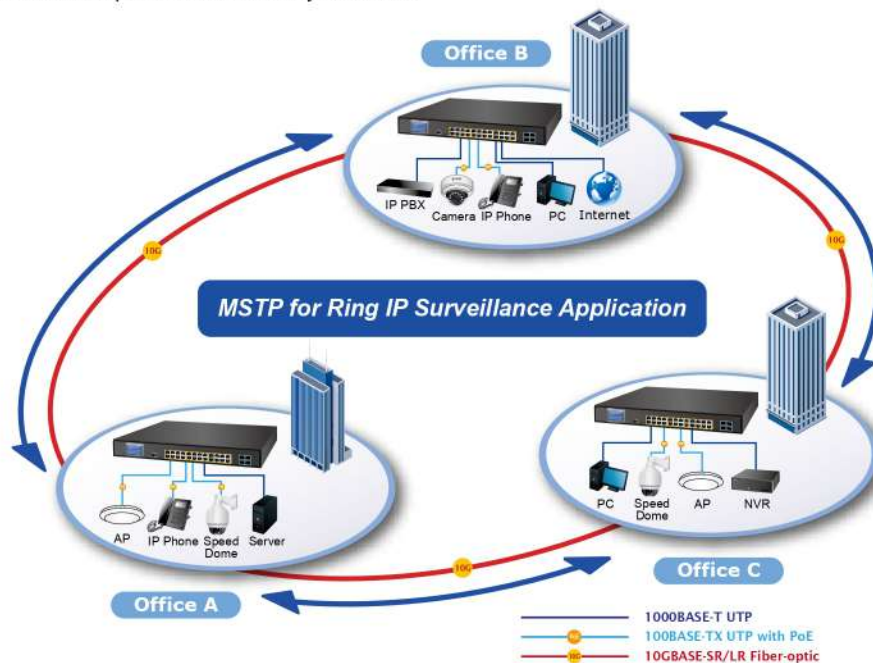 Office B
IP PBX
Camera
IP Phone
PC
Internet
10G
10G
MSTP for Ring IP Surveillance Application
AP
IP Phone
Speed
Dome
Server
PC
Speed
Dome
AP
NVR
10G
Office A
Office C
1000BASE-T UTP
100BASE-TX UTP with PoE
10G
10GBASE-SR/LR Fiber-optic